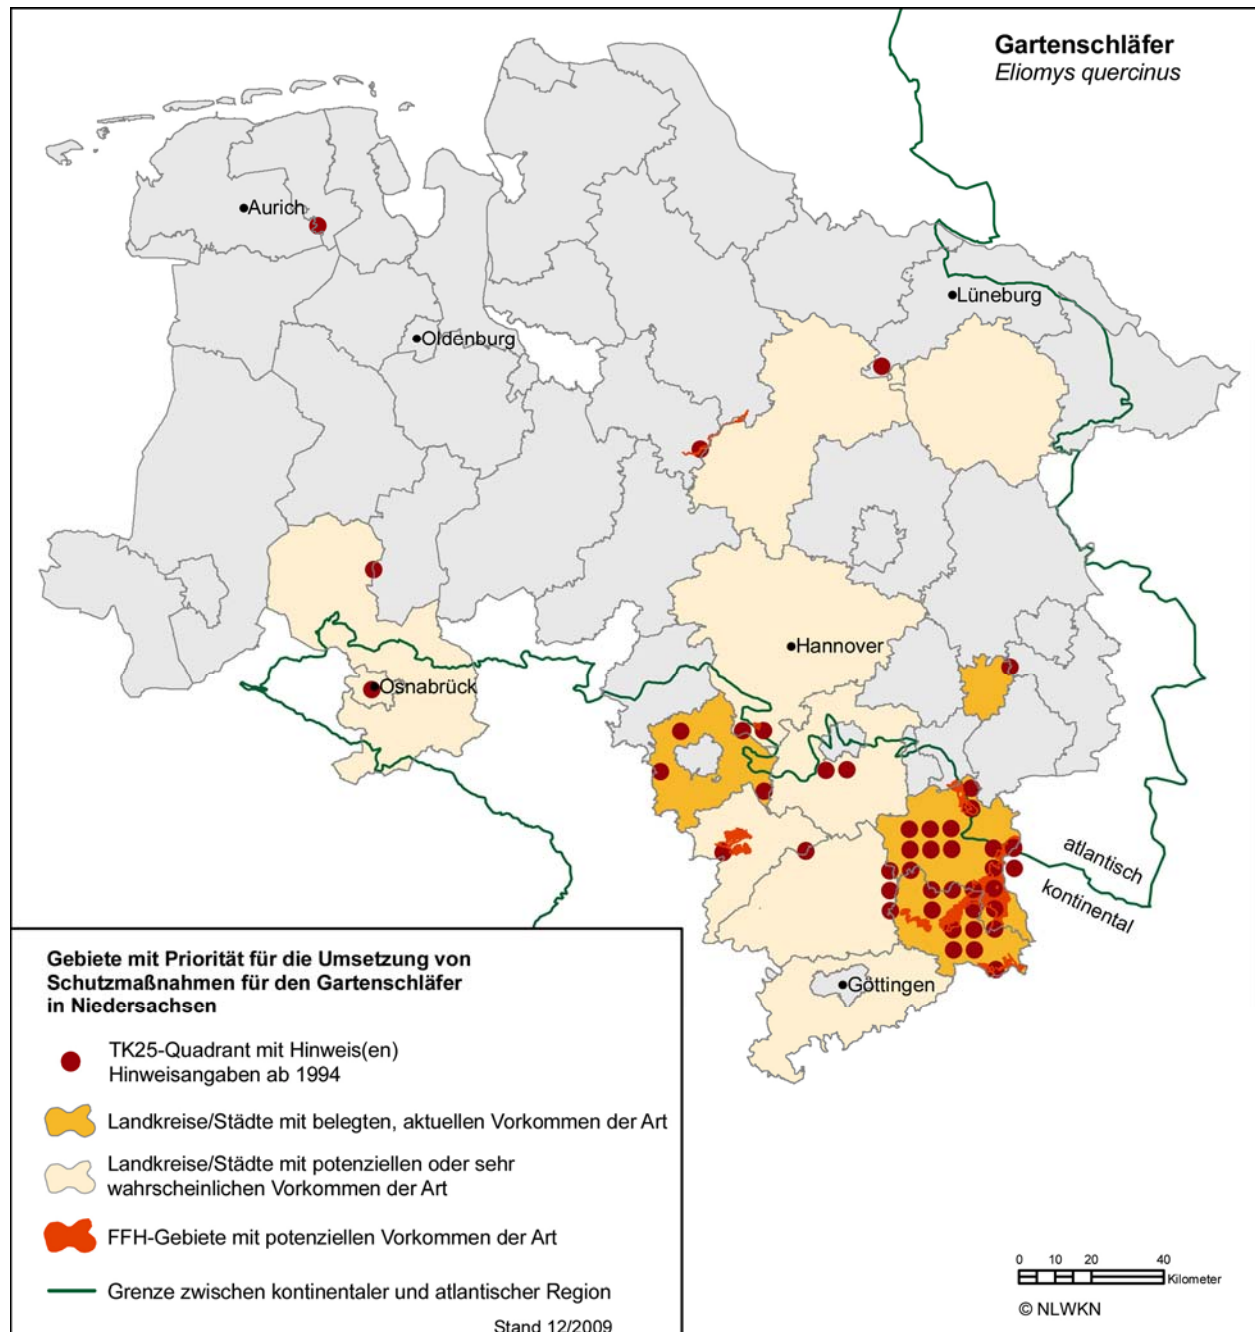 Gartenschläfer
Eliomys quercinus
Aurich
Lüneburg
Oldenburg
Hannover
Osnabrück
atlantisch
kontinental
Göttingen
Gebiete mit Priorität für die Umsetzung von
Schutzmaßnahmen für den Gartenschläfer
in Niedersachsen
TK25-Quadrant mit Hinweis(en)
Hinweisangaben ab 1994
Landkreise/Städte mit belegten, aktuellen Vorkommen der Art
Landkreise/Städte mit potenziellen oder sehr
wahrscheinlichen Vorkommen der Art
FFH-Gebiete mit potenziellen Vorkommen der Art
Grenze zwischen kontinentaler und atlantischer Region
Stand 12/2009
0 10 20 40
Kilometer
© NLWKN